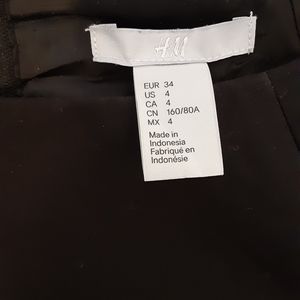 H&M
EUR 34
US 4
CA 4
CN 160/80A
MX 4
Made in
Indonesia
Fabriqué en
Indonésie